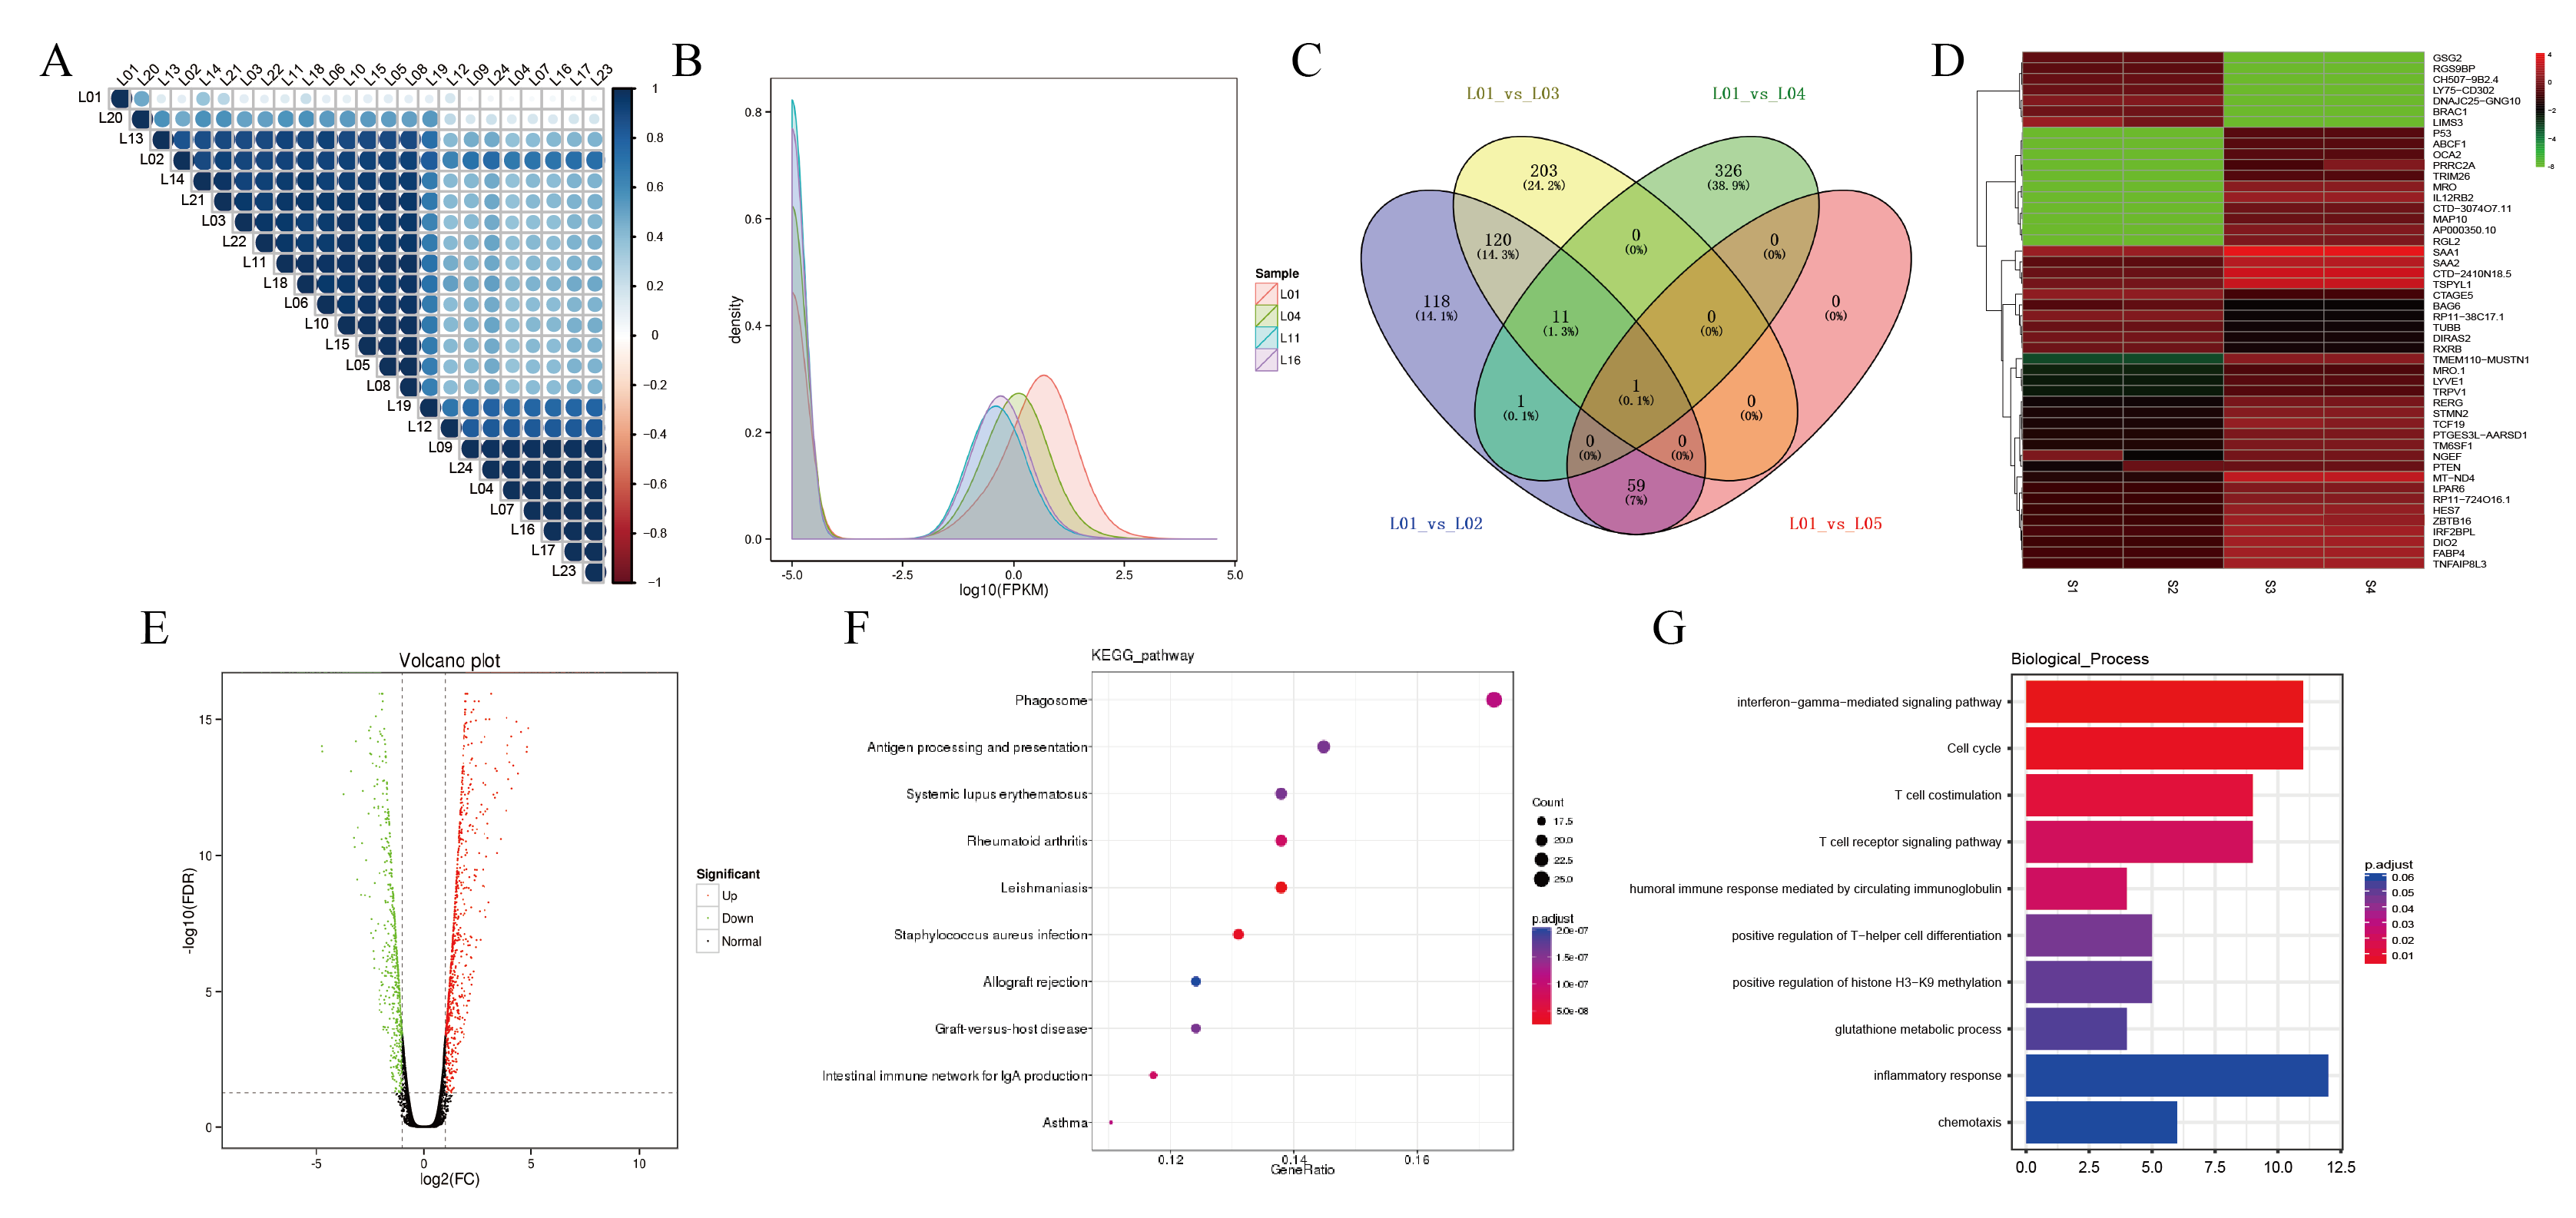 A
L01 L20 L13 L02 L14 L21 L03 L22 L11 L18 L06 L10 L15 L05 L08 L19 L12 L09 L24 L04 L07 L16 L17 L23
L01
L20
L13
L02
L14
L21
L03
L22
L11
L18
L06
L10
L15
L05
L08
L19
L12
L09
L24
L04
L07
L16
L17
L23
1
0.8
0.6
0.4
0.2
0
−0.2
−0.4
−0.6
−0.8
−1
B
density
0.8
0.6
0.4
0.2
0.0
-5.0 -2.5 0.0 2.5 5.0
log10(FPKM)
Sample
L01
L04
L11
L16
C
L01_vs_L03
L01_vs_L04
203
(24.2%)
326
(38.9%)
120
(14.3%)
0
(0%)
0
(0%)
118
(14.1%)
11
(1.3%)
0
(0%)
0
(0%)
1
(0.1%)
1
(0.1%)
0
(0%)
0
(0%)
0
(0%)
59
(7%)
L01_vs_L02
L01_vs_L05
D
GSG2
RGS9BP
CH507−9B2.4
LY75−CD302
DNAJC25−GNG10
BRAC1
LIMS3
P53
ABCF1
OCA2
PRRC2A
TRIM26
MRO
IL12RB2
CTD−3074O7.11
MAP10
AP000350.10
RGL2
SAA1
SAA2
CTD−2410N18.5
TSPYL1
CTAGE5
BAG6
RP11−38C17.1
TUBB
DIRAS2
RXRB
TMEM110−MUSTN1
MRO.1
LYVE1
TRPV1
RERG
STMN2
TCF19
PTGES3L−AARSD1
TM6SF1
NGEF
PTEN
MT−ND4
LPAR6
RP11−724O16.1
HES7
ZBTB16
IRF2BPL
DIO2
FABP4
TNFAIP8L3
S1 S2 S3 S4
4
0
−2
−4
E
Volcano plot
-log10(FDR)
15
10
5
0
-5 0 5 10
log2(FC)
Significant
Up
Down
Normal
F
KEGG_pathway
Phagosome
Antigen processing and presentation
Systemic lupus erythematosus
Rheumatoid arthritis
Leishmaniasis
Staphylococcus aureus infection
Allograft rejection
Graft-versus-host disease
Intestinal immune network for IgA production
Asthma
0.12 0.14 0.16
GeneRatio
Count
17.5
20.0
22.5
25.0
p.adjust
2.0e-07
1.5e-07
1.0e-07
5.0e-08
G
Biological_Process
interferon−gamma−mediated signaling pathway
Cell cycle
T cell costimulation
T cell receptor signaling pathway
humoral immune response mediated by circulating immunoglobulin
positive regulation of T−helper cell differentiation
positive regulation of histone H3−K9 methylation
glutathione metabolic process
inflammatory response
chemotaxis
0.0 2.5 5.0 7.5 10.0 12.5
p.adjust
0.06
0.05
0.04
0.03
0.02
0.01